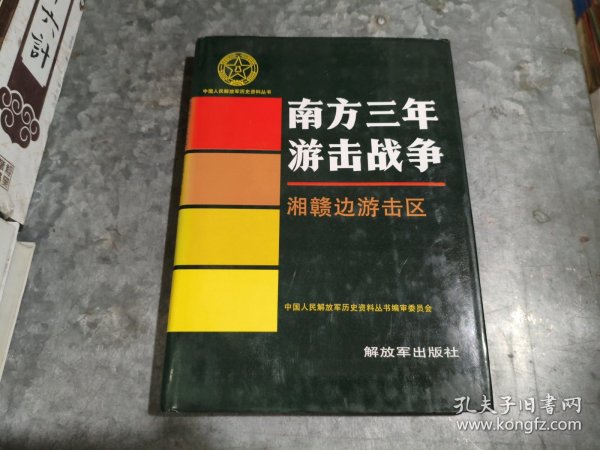 中国人民解放军历史资料丛书
南方三年
游击战争
湘赣边游击区
中国人民解放军历史资料丛书编审委员会
解放军出版社
六計
孔夫子旧书网
www.kongfz.com